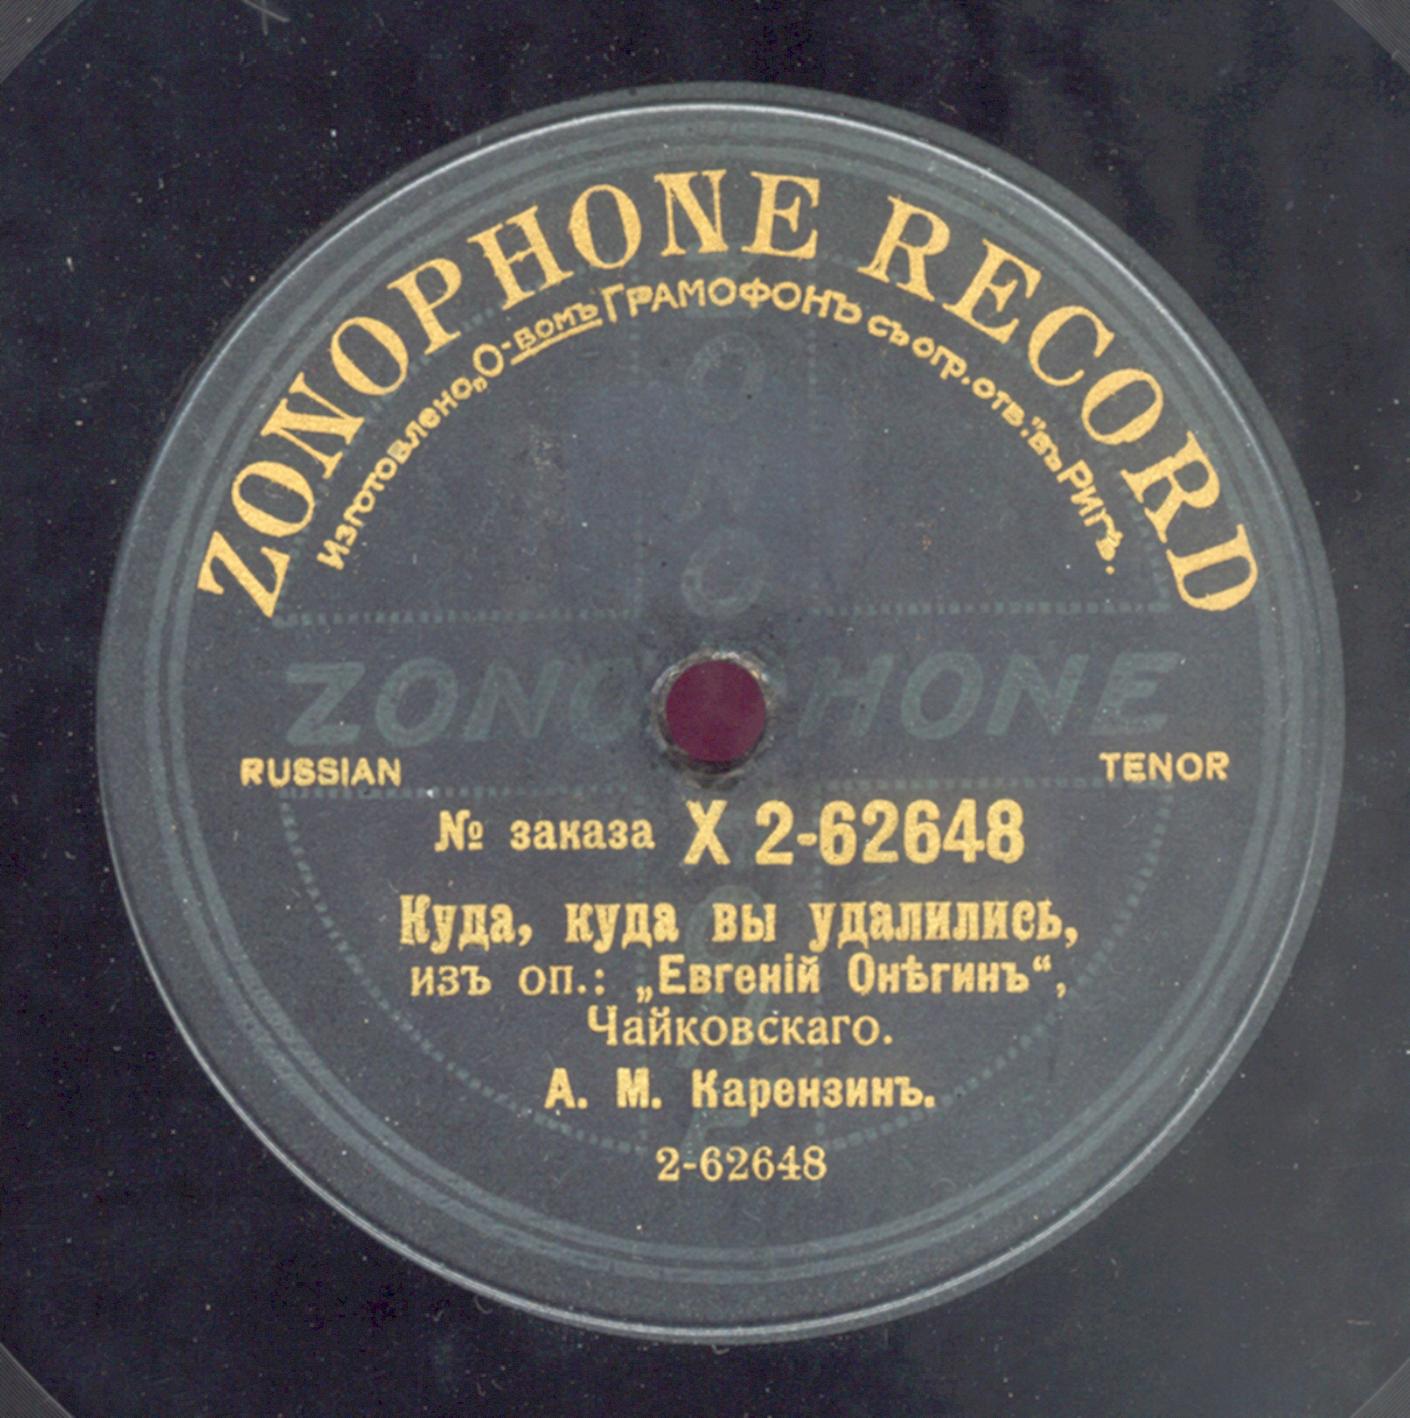 ZONOPHONE RECORD
Изготовлено „О-вомъ ГРАМОФОНЪ съ огр. отв.“ въ РИГѢ.
ZONOPHONE
RUSSIAN
TENOR
№ заказа X 2-62648
Куда, куда вы удалились,
изъ оп.: „Евгеній Онѣгинъ“,
Чайковскаго.
А. М. Карензинъ.
2-62648